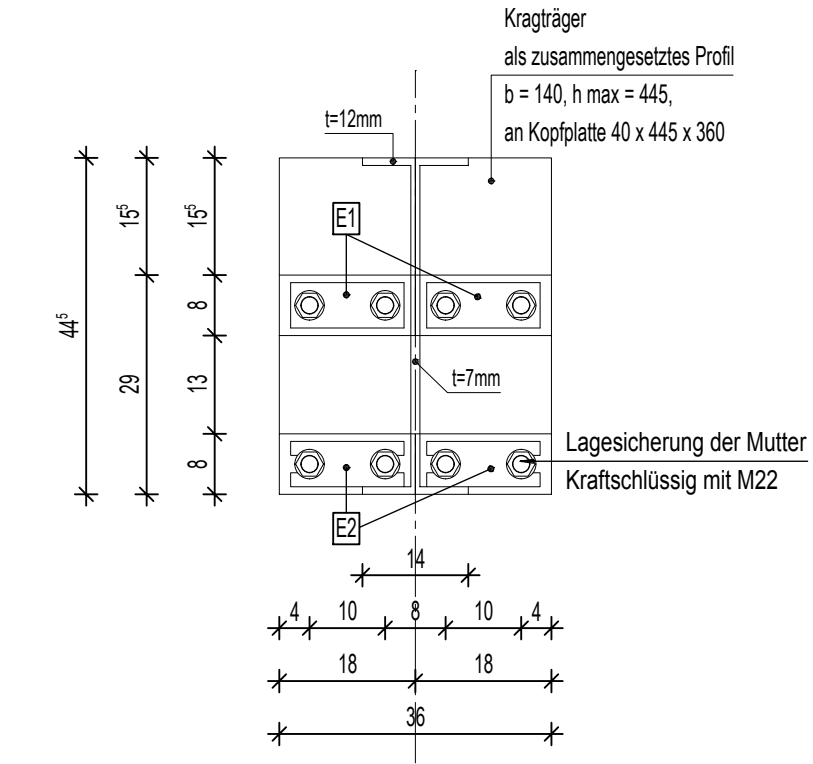 Kragträger
als zusammengesetztes Profil
b = 140, h max = 445,
an Kopfplatte 40 x 445 x 360
t=12mm
15⁵
15⁵
E1
8
44⁵
29
13
t=7mm
8
Lagesicherung der Mutter
Kraftschlüssig mit M22
E2
14
4 10 8 10 4
18 18
36